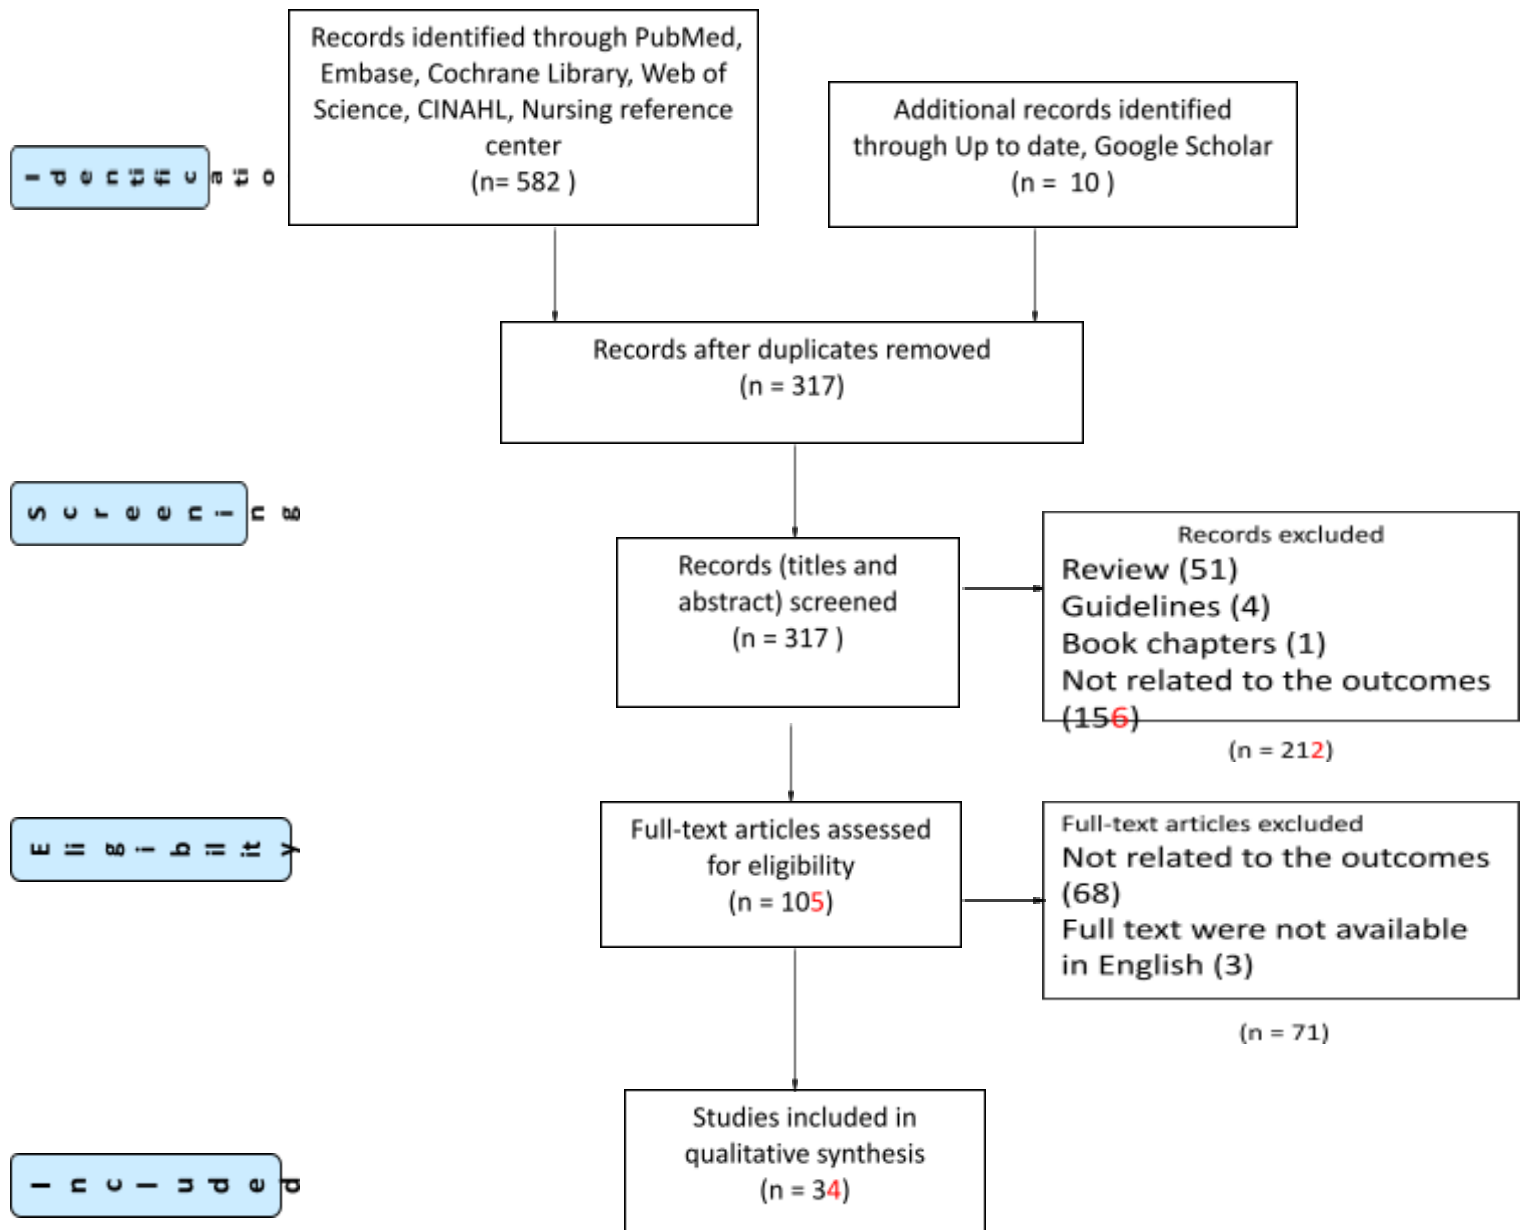 Records identified through PubMed,
Embase, Cochrane Library, Web of
Science, CINAHL, Nursing reference
center
(n= 582 )
Additional records identified
through Up to date, Google Scholar
(n =  10 )
Identificatio
Records after duplicates removed
(n = 317)
Screening
Records (titles and
abstract) screened
(n = 317 )
Records excluded
Review (51)
Guidelines (4)
Book chapters (1)
Not related to the outcomes
(156)
(n = 212)
Eligibility
Full-text articles assessed
for eligibility
(n = 105)
Full-text articles excluded
Not related to the outcomes
(68)
Full text were not available
in English (3)
(n = 71)
Included
Studies included in
qualitative synthesis
(n = 34)